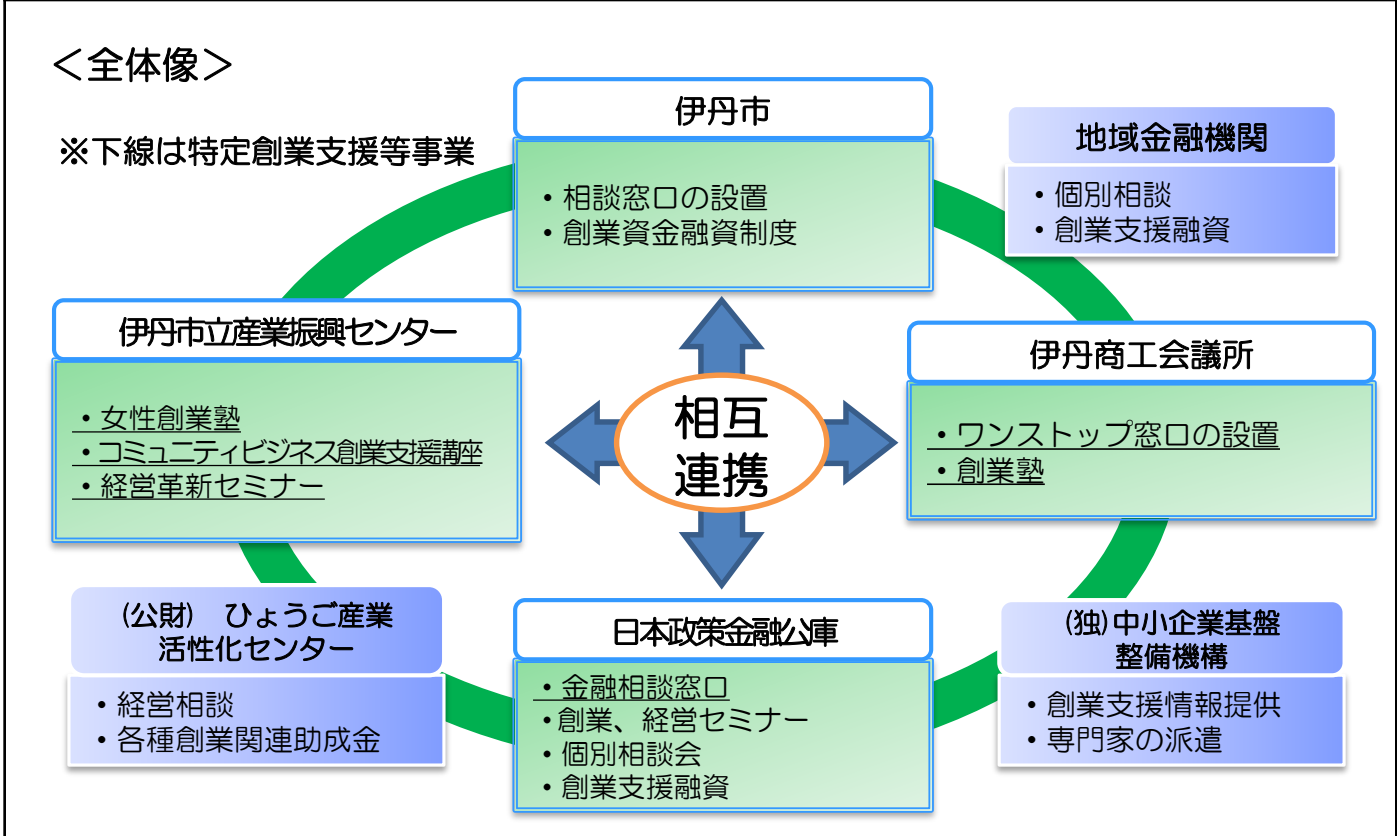 ＜全体像＞
※下線は特定創業支援等事業
伊丹市
・相談窓口の設置
・創業資金融資制度
地域金融機関
・個別相談
・創業支援融資
伊丹市立産業振興センター
・女性創業塾
・コミュニティビジネス創業支援講座
・経営革新セミナー
相互
連携
伊丹商工会議所
・ワンストップ窓口の設置
・創業塾
(公財)　ひょうご産業
活性化センター
・経営相談
・各種創業関連助成金
日本政策金融公庫
・金融相談窓口
・創業、経営セミナー
・個別相談会
・創業支援融資
(独)中小企業基盤
整備機構
・創業支援情報提供
・専門家の派遣